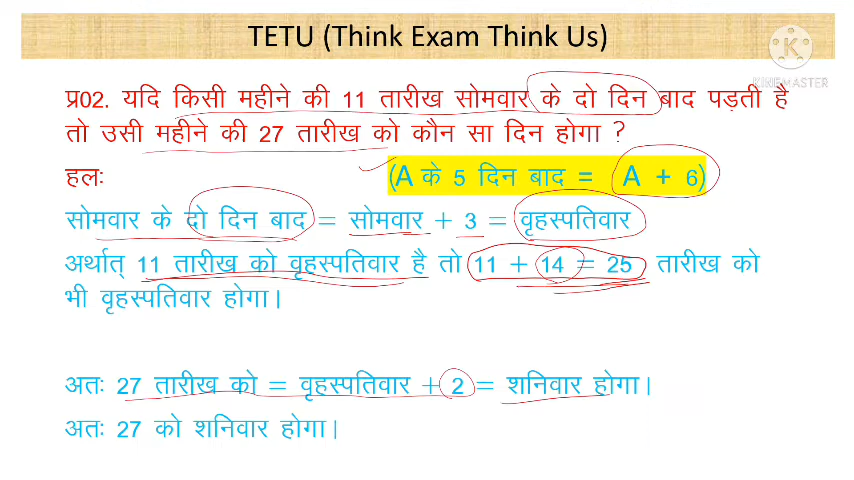 TETU (Think Exam Think Us)
KINEMASTER
प्र02. यदि किसी महीने की 11 तारीख सोमवार के दो दिन बाद पड़ती है
तो उसी महीने की 27 तारीख को कौन सा दिन होगा ?
हलः (A के 5 दिन बाद = A + 6)
सोमवार के दो दिन बाद = सोमवार + 3 = वृहस्पतिवार
अर्थात् 11 तारीख को वृहस्पतिवार है तो 11 + 14 = 25 तारीख को
भी वृहस्पतिवार होगा।
अतः 27 तारीख को = वृहस्पतिवार + 2 = शनिवार होगा।
अतः 27 को शनिवार होगा।